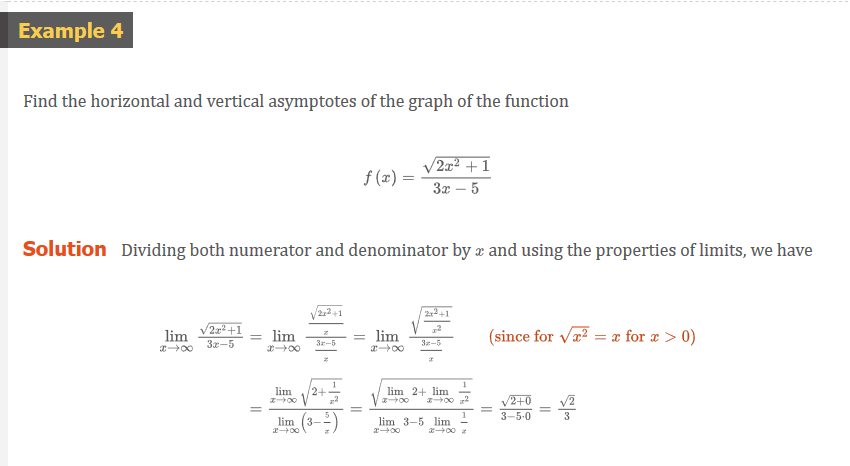 Example 4
Find the horizontal and vertical asymptotes of the graph of the function
f (x) = \frac{\sqrt{2x^2 + 1}}{3x - 5}
Solution Dividing both numerator and denominator by x and using the properties of limits, we have
\lim_{x \to \infty} \frac{\sqrt{2x^2+1}}{3x-5} = \lim_{x \to \infty} \frac{\frac{\sqrt{2x^2+1}}{x}}{\frac{3x-5}{x}} = \lim_{x \to \infty} \frac{\sqrt{\frac{2x^2+1}{x^2}}}{\frac{3x-5}{x}} (since for \sqrt{x^2} = x for x > 0)
= \frac{\lim_{x \to \infty} \sqrt{2+\frac{1}{x^2}}}{\lim_{x \to \infty} \left(3-\frac{5}{x}\right)} = \frac{\sqrt{\lim_{x \to \infty} 2+ \lim_{x \to \infty} \frac{1}{x^2}}}{\lim_{x \to \infty} 3-5 \lim_{x \to \infty} \frac{1}{x}} = \frac{\sqrt{2+0}}{3-5 \cdot 0} = \frac{\sqrt{2}}{3}